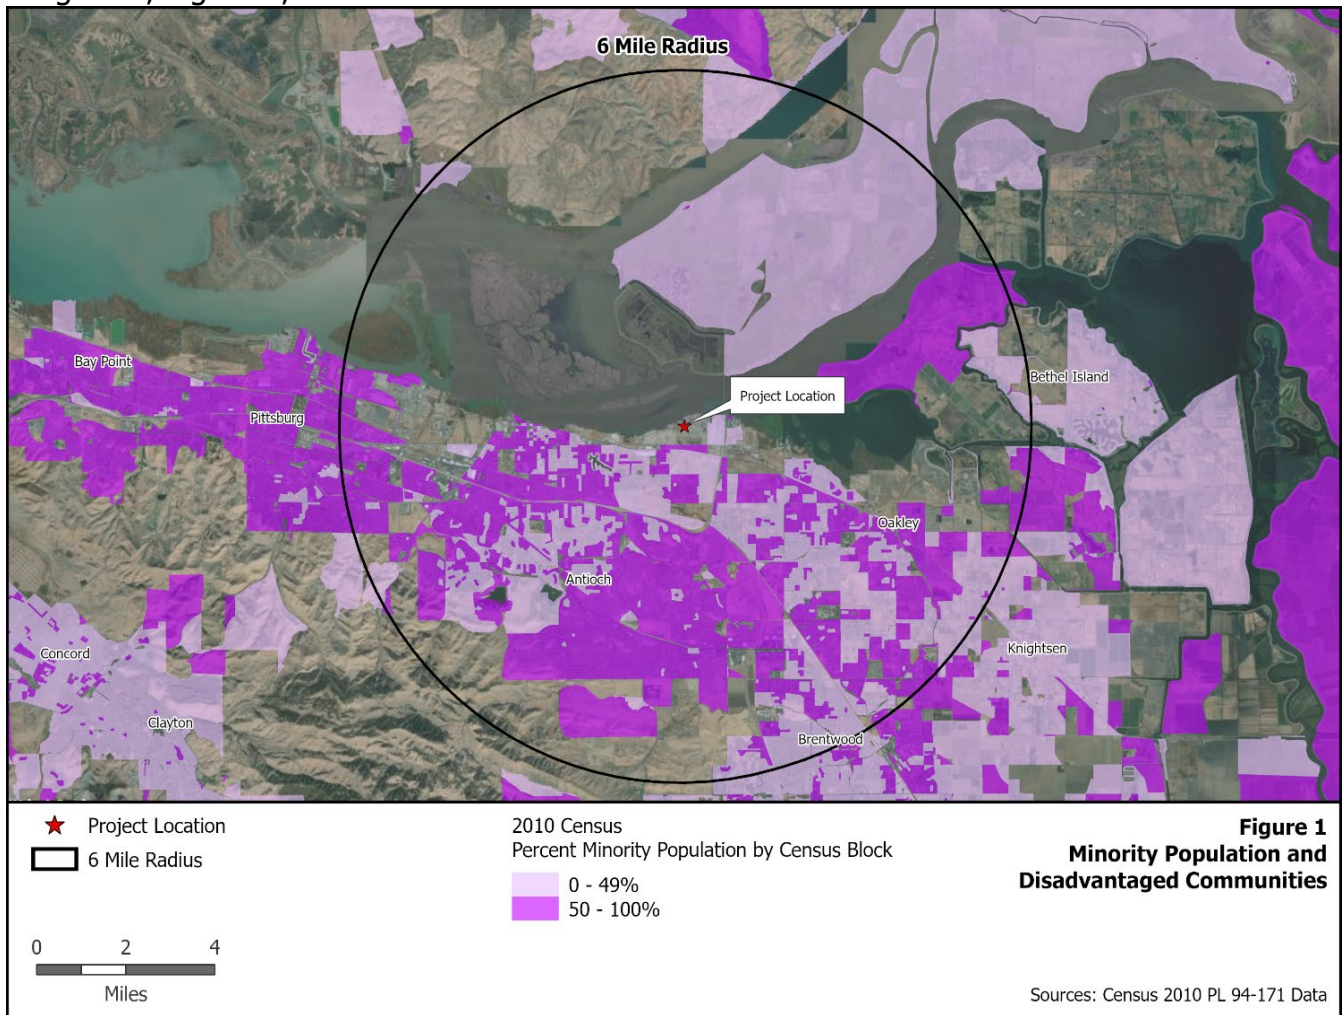 6 Mile Radius
Project Location
Bay Point
Pittsburg
Bethel Island
Oakley
Antioch
Concord
Knightsen
Clayton
Brentwood
Project Location
6 Mile Radius
0 2 4
Miles
2010 Census
Percent Minority Population by Census Block
0 - 49%
50 - 100%
Figure 1
Minority Population and
Disadvantaged Communities
Sources: Census 2010 PL 94-171 Data